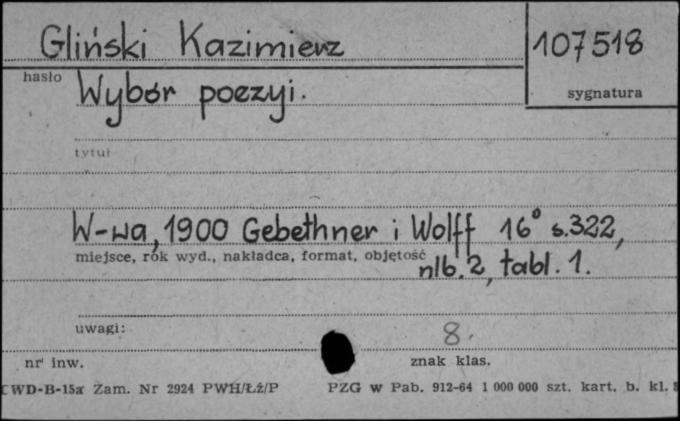 Gliński Kazimierz 107518
hasło
sygnatura
Wybór poezyi.
tytuł
W-wa, 1900 Gebethner i Wolff 16° s.322,
miejsce, rok wyd., nakładca, format, objętość
nlb. 2, tabl. 1.
uwagi:
8.
nr inw. znak klas.
CWD-B-15a Zam. Nr 2924 PWH/Łż/P PZG w Pab. 912-64 1 000 000 szt. kart. b. kl.